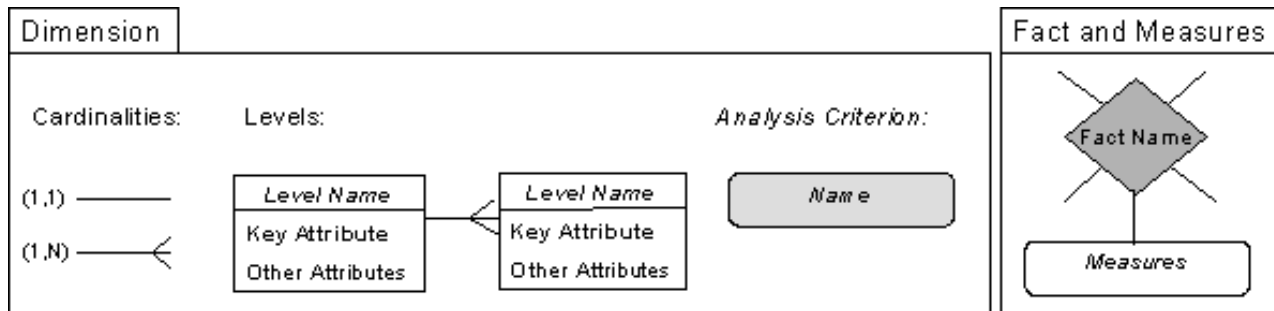 Dimension
Cardinalities:
Levels:
Analysis Criterion:
(1,1)
(1,N)
Level Name
Key Attribute
Other Attributes
Level Name
Key Attribute
Other Attributes
Name
Fact and Measures
Fact Name
Measures